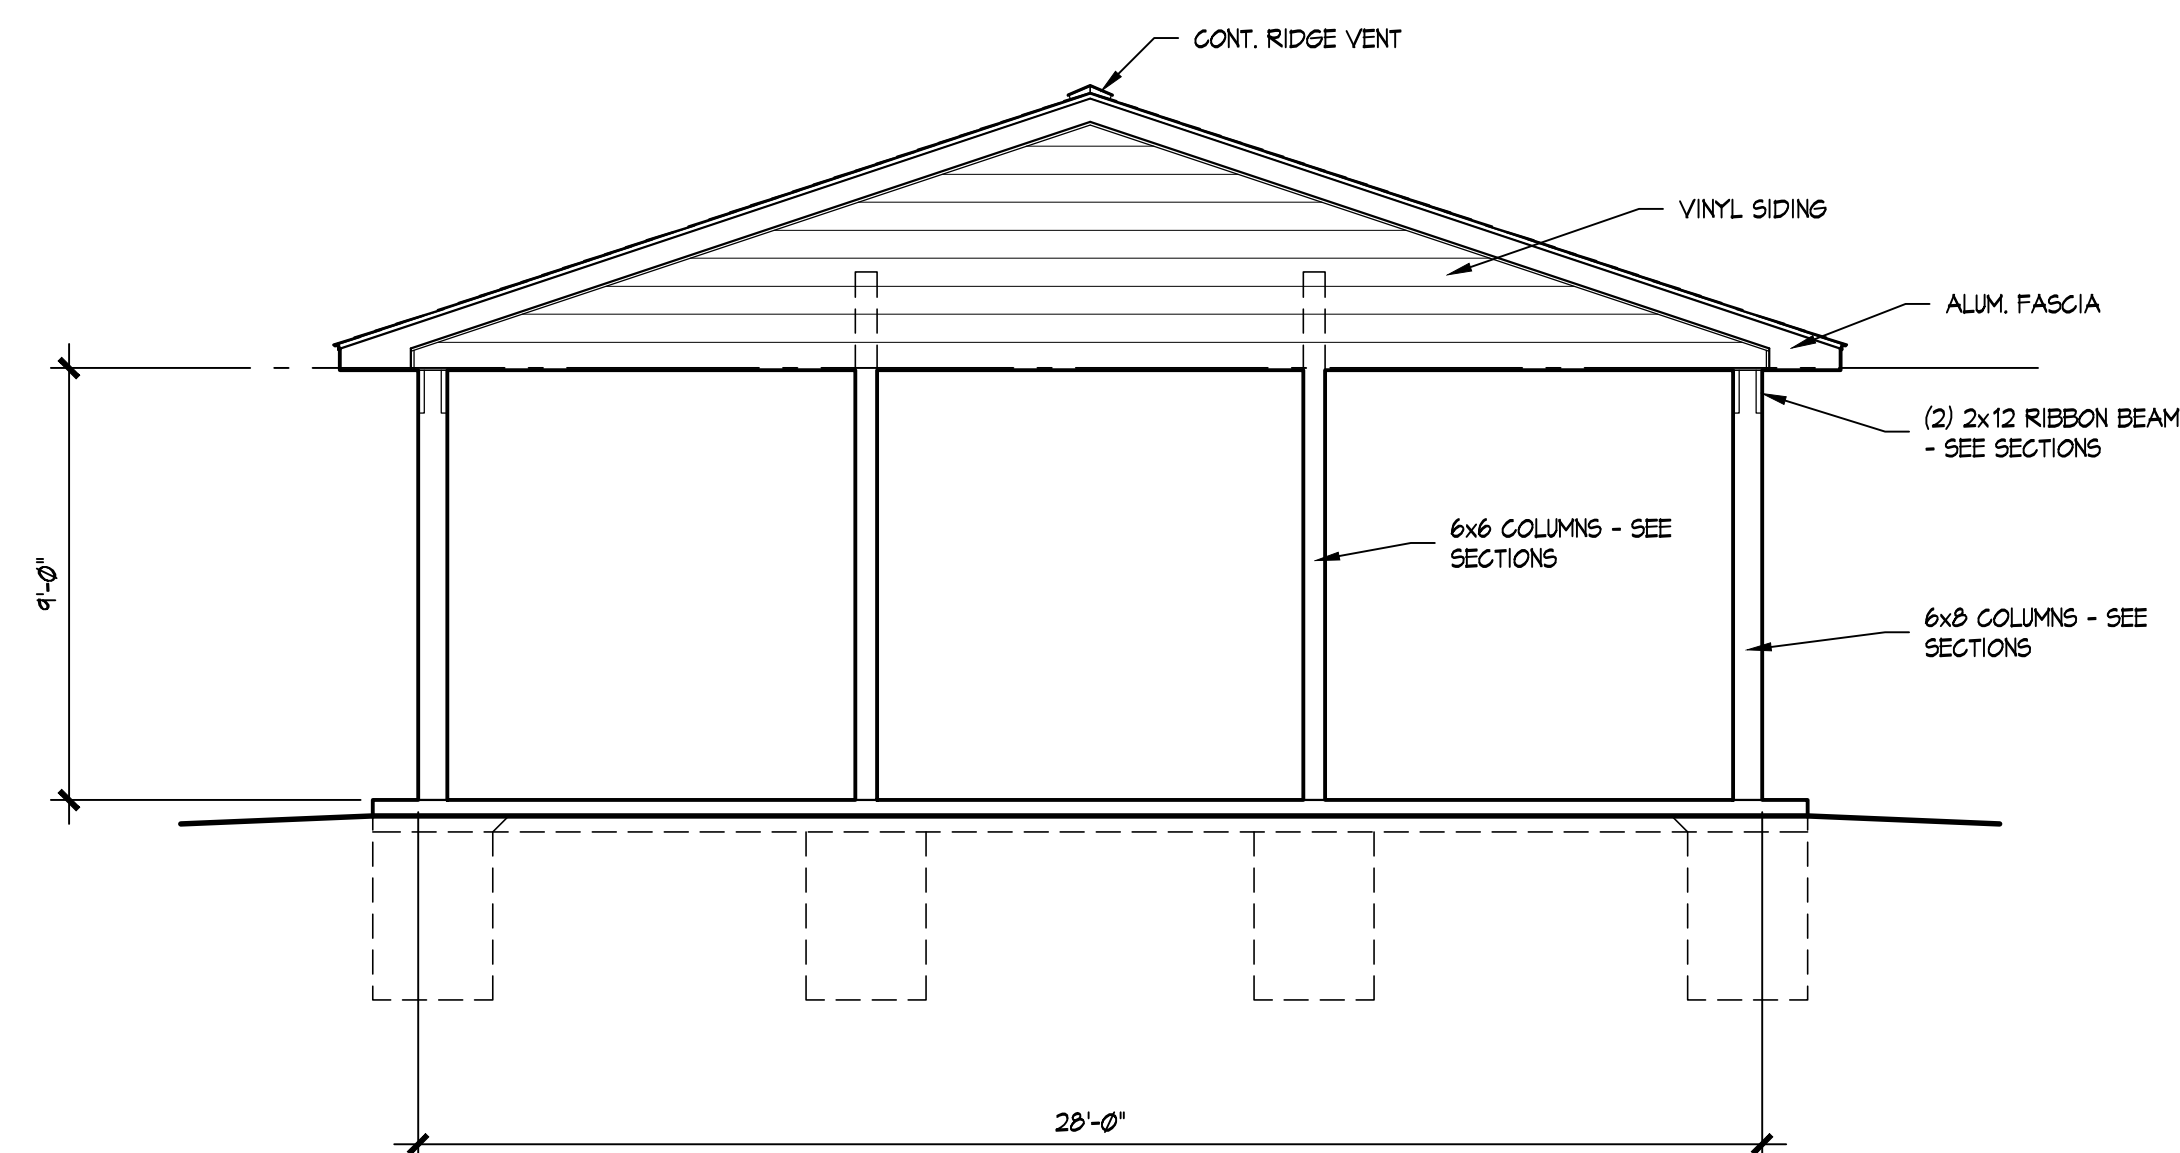 CONT. RIDGE VENT
VINYL SIDING
ALUM. FASCIA
(2) 2x12 RIBBON BEAM
- SEE SECTIONS
6x6 COLUMNS - SEE
SECTIONS
9'-0"
6x8 COLUMNS - SEE
SECTIONS
28'-0"